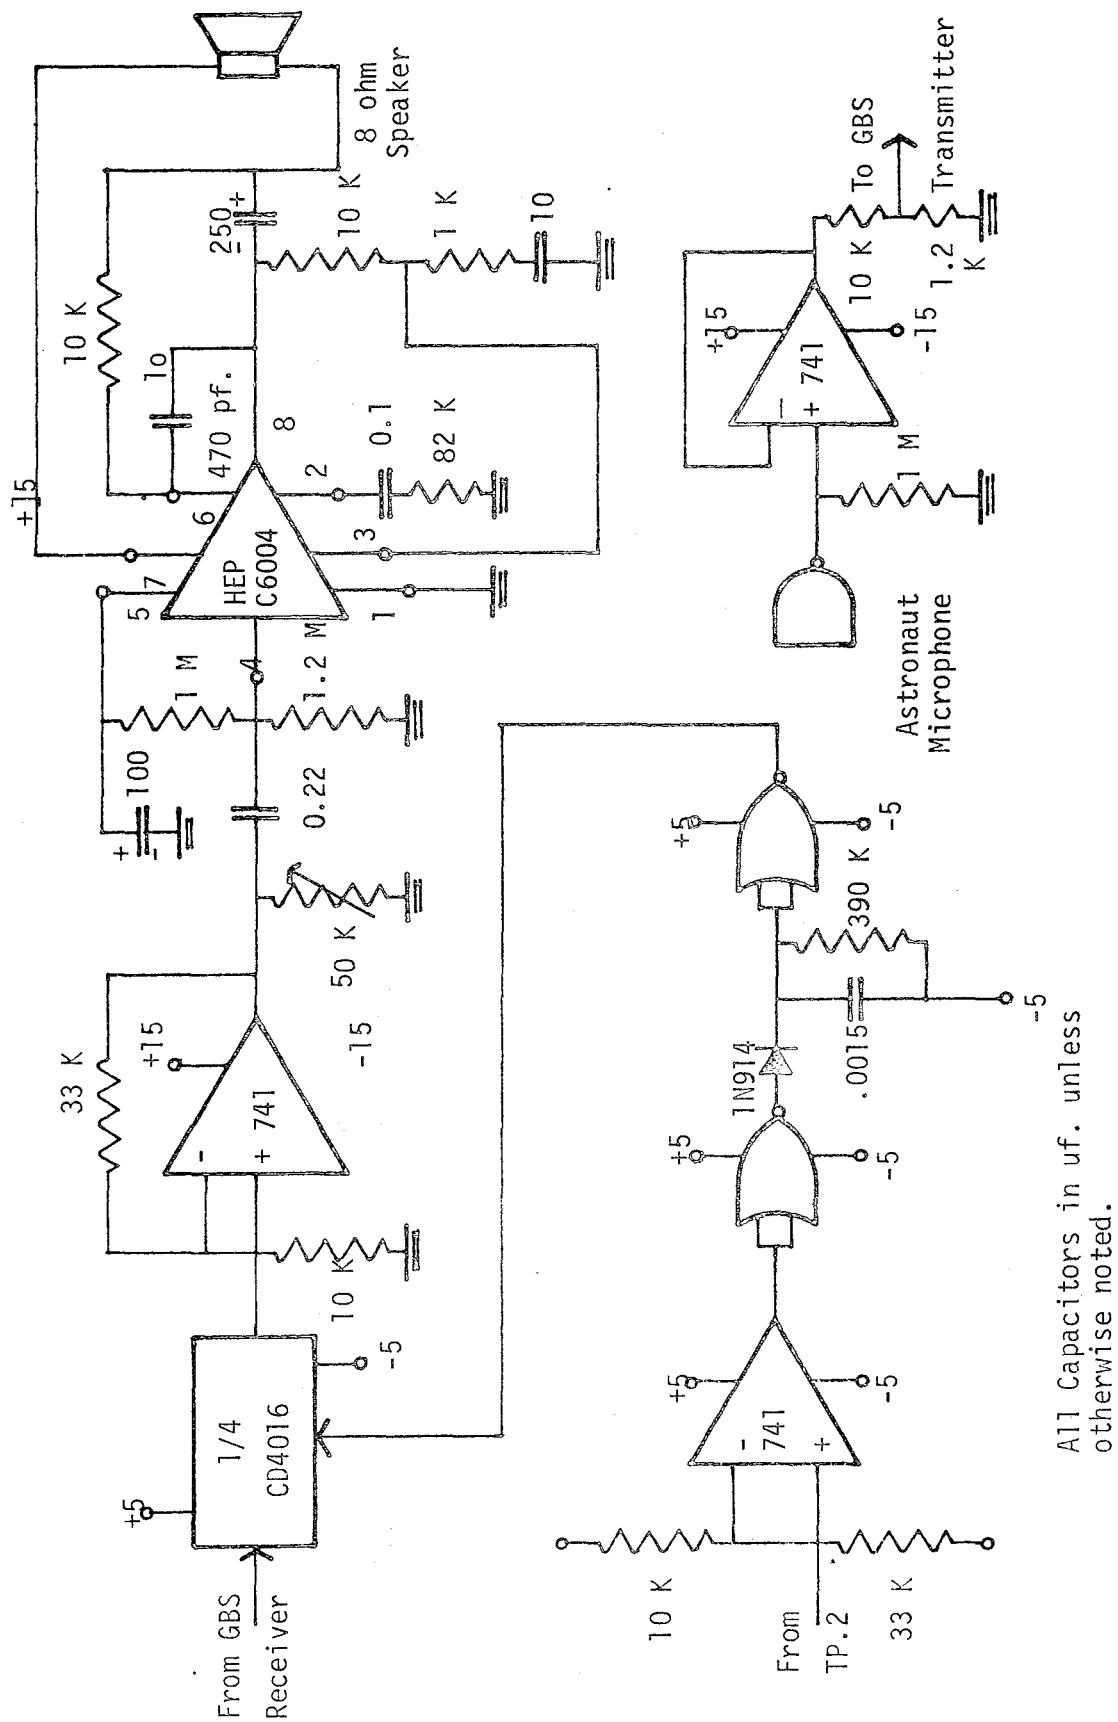 From GBS
Receiver
+5
1/4
CD4016
-5
10 K
33 K
-
+
741
+15
-15
50 K
0.22
+
100
-
1 M
1.2 M
4
5
7
+15
6
HEP
C6004
1
3
2
8
470 pf.
10
10 K
0.1
82 K
250
-
+
10 K
1 K
10
8 ohm
Speaker
From
TP.2
10 K
33 K
-
741
+
+5
-5
+5
-5
1N914
.0015
390 K
-5
+5
-5
Astronaut
Microphone
1 M
-
+
741
+15
-15
10 K
1.2
K
To GBS
Transmitter
All Capacitors in uf. unless
otherwise noted.